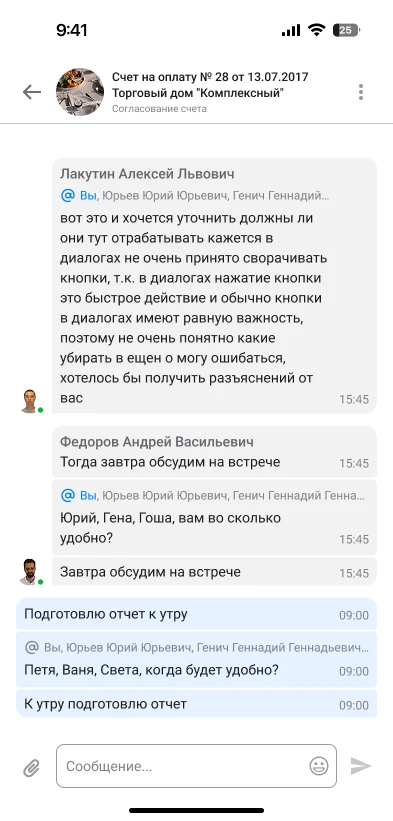 9:41
25
Счет на оплату № 28 от 13.07.2017
Торговый дом "Комплексный"
Согласование счета
Лакутин Алексей Львович
@ Вы, Юрьев Юрий Юрьевич, Генич Геннадий...
вот это и хочется уточнить должны ли
они тут отрабатывать кажется в
диалогах не очень принято сворачивать
кнопки, т.к. в диалогах нажатие кнопки
это быстрое действие и обычно кнопки
в диалогах имеют равную важность,
поэтому не очень понятно какие
убирать в ещен о могу ошибаться,
хотелось бы получить разъяснений от
вас
15:45
Федоров Андрей Васильевич
Тогда завтра обсудим на встрече
15:45
@ Вы, Юрьев Юрий Юрьевич, Генич Геннадий Генна...
Юрий, Гена, Гоша, вам во сколько
удобно?
15:45
Завтра обсудим на встрече
15:45
Подготовлю отчет к утру
09:00
@ Вы, Юрьев Юрий Юрьевич, Генич Геннадий Геннадьевич...
Петя, Ваня, Света, когда будет удобно?
09:00
К утру подготовлю отчет
09:00
Сообщение...